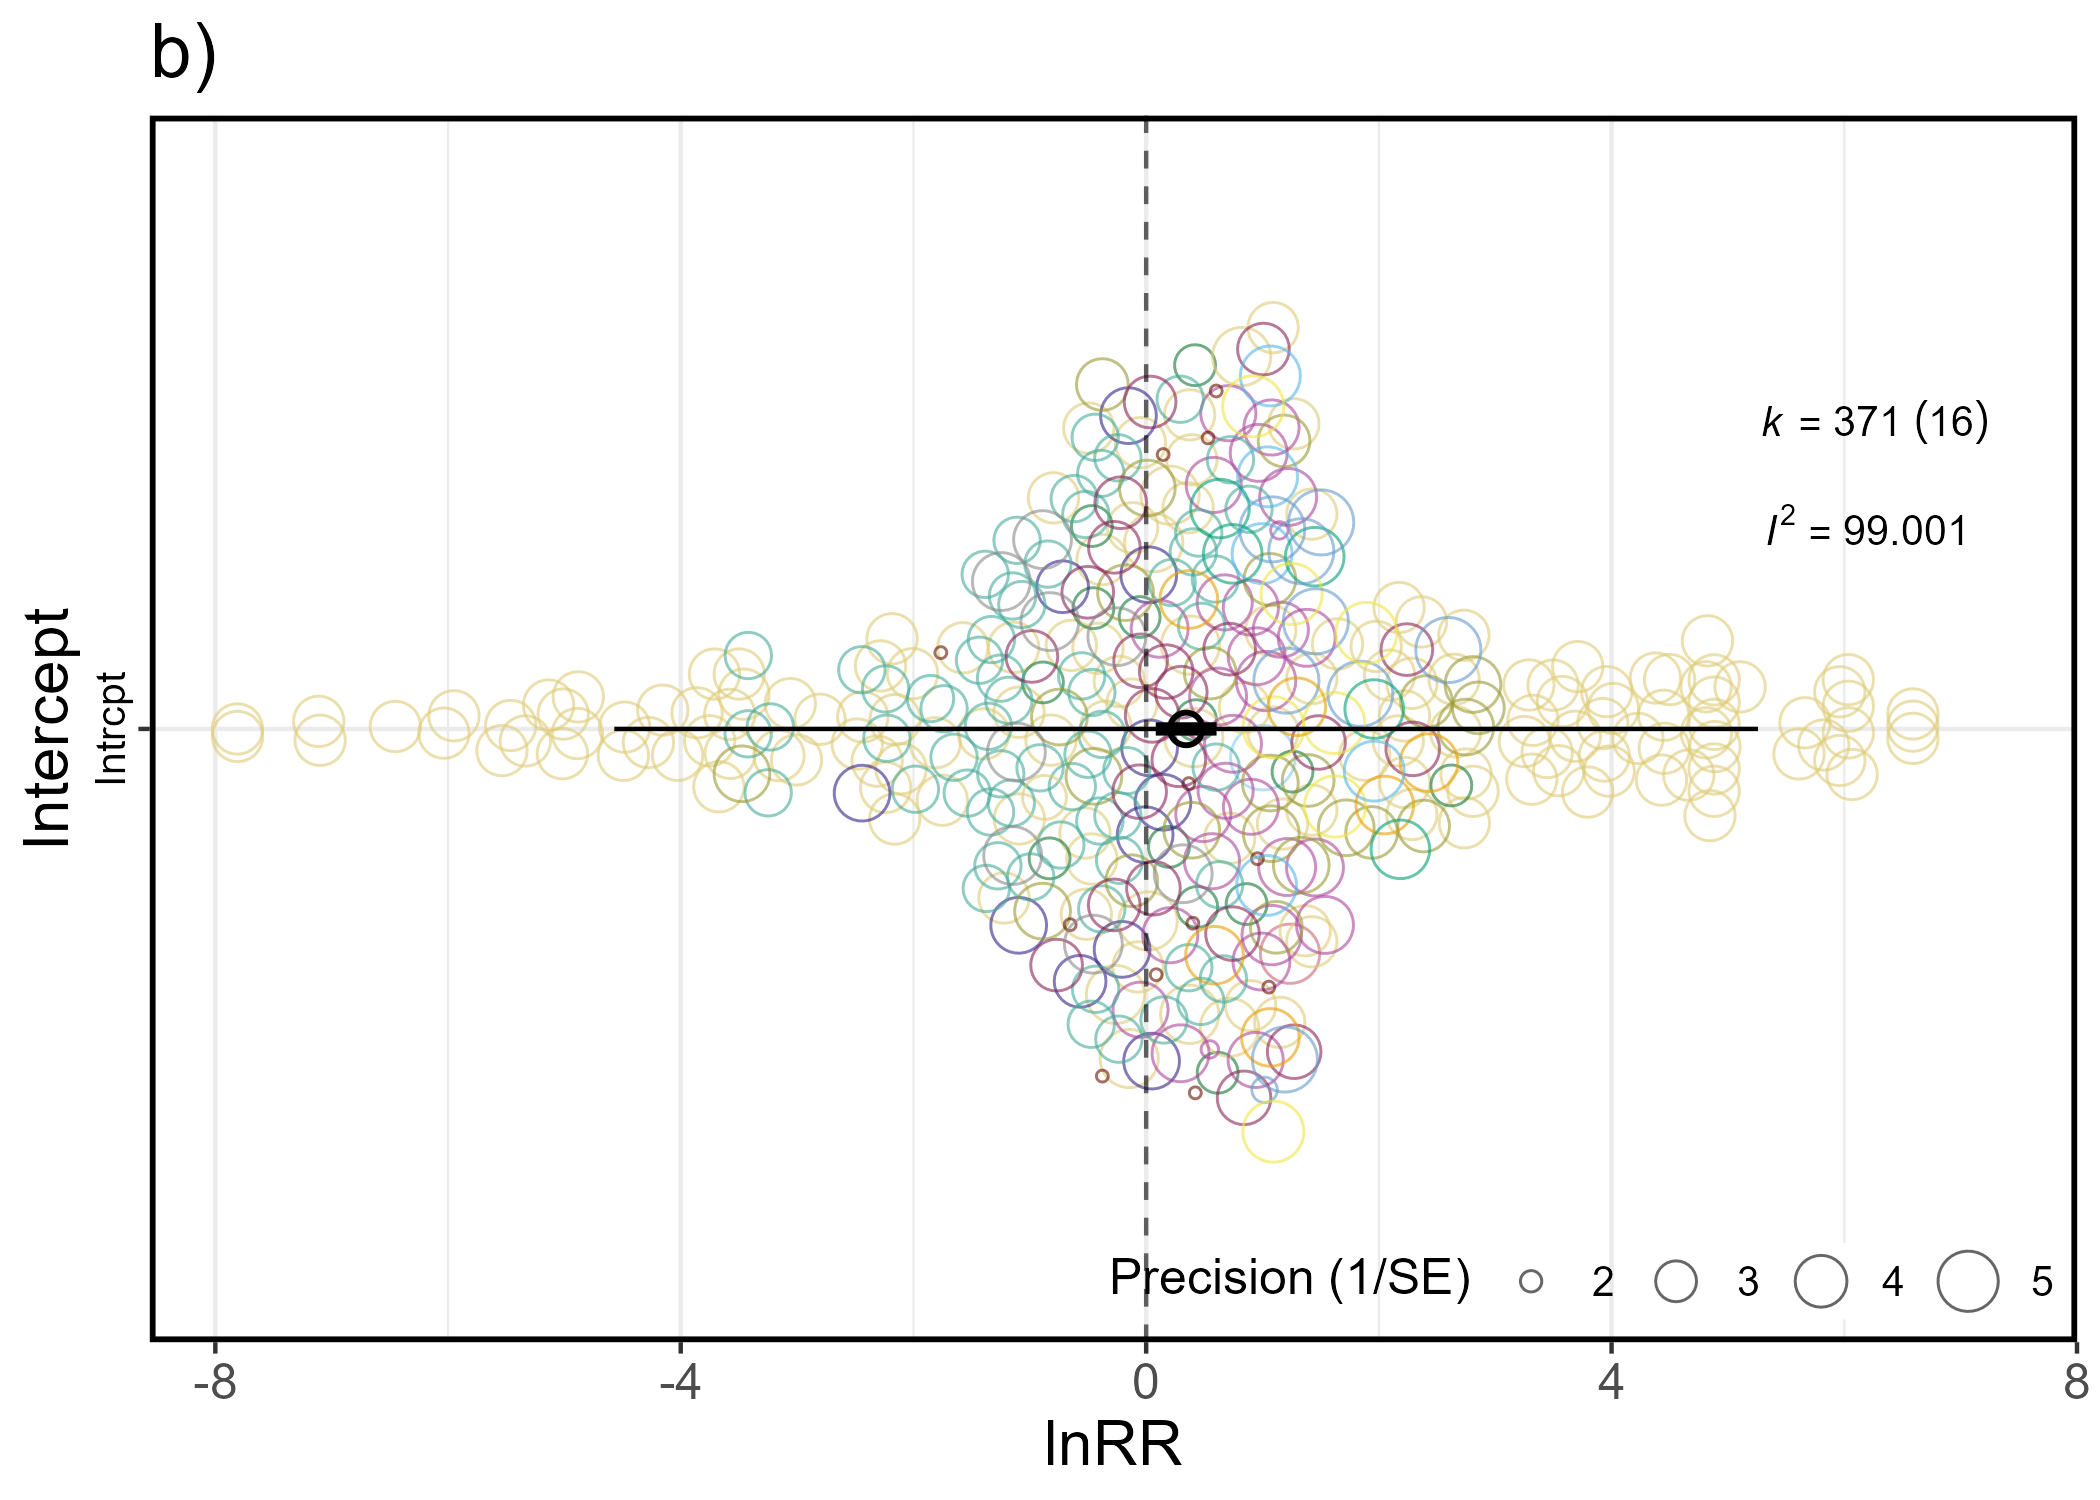 b)
Intercept
Intrcpt
k = 371 (16)
I² = 99.001
Precision (1/SE) 2 3 4 5
-8 -4 0 4 8
lnRR